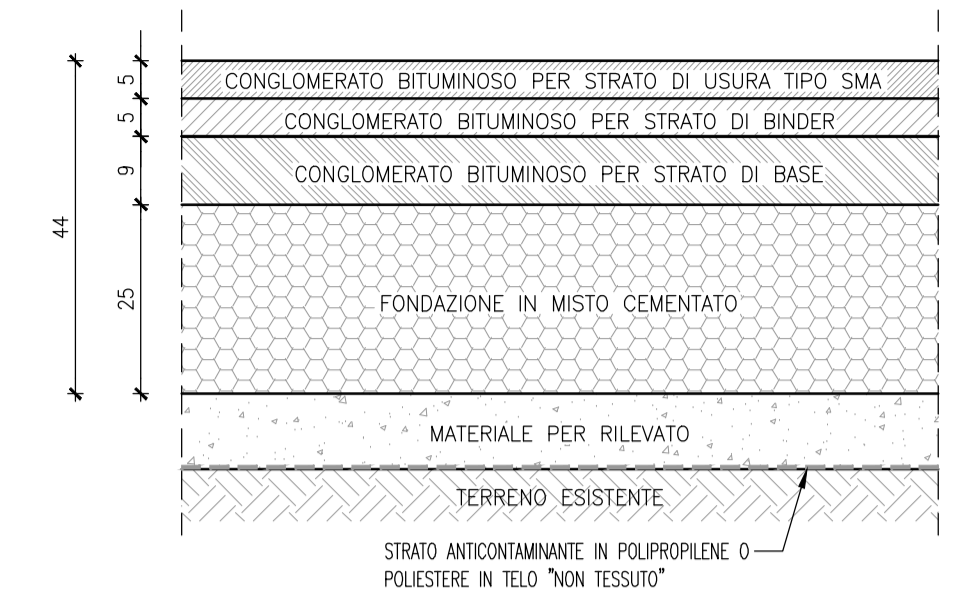 5
CONGLOMERATO BITUMINOSO PER STRATO DI USURA TIPO SMA
5
CONGLOMERATO BITUMINOSO PER STRATO DI BINDER
9
CONGLOMERATO BITUMINOSO PER STRATO DI BASE
44
25
FONDAZIONE IN MISTO CEMENTATO
MATERIALE PER RILEVATO
TERRENO ESISTENTE
STRATO ANTICONTAMINANTE IN POLIPROPILENE O
POLIESTERE IN TELO "NON TESSUTO"